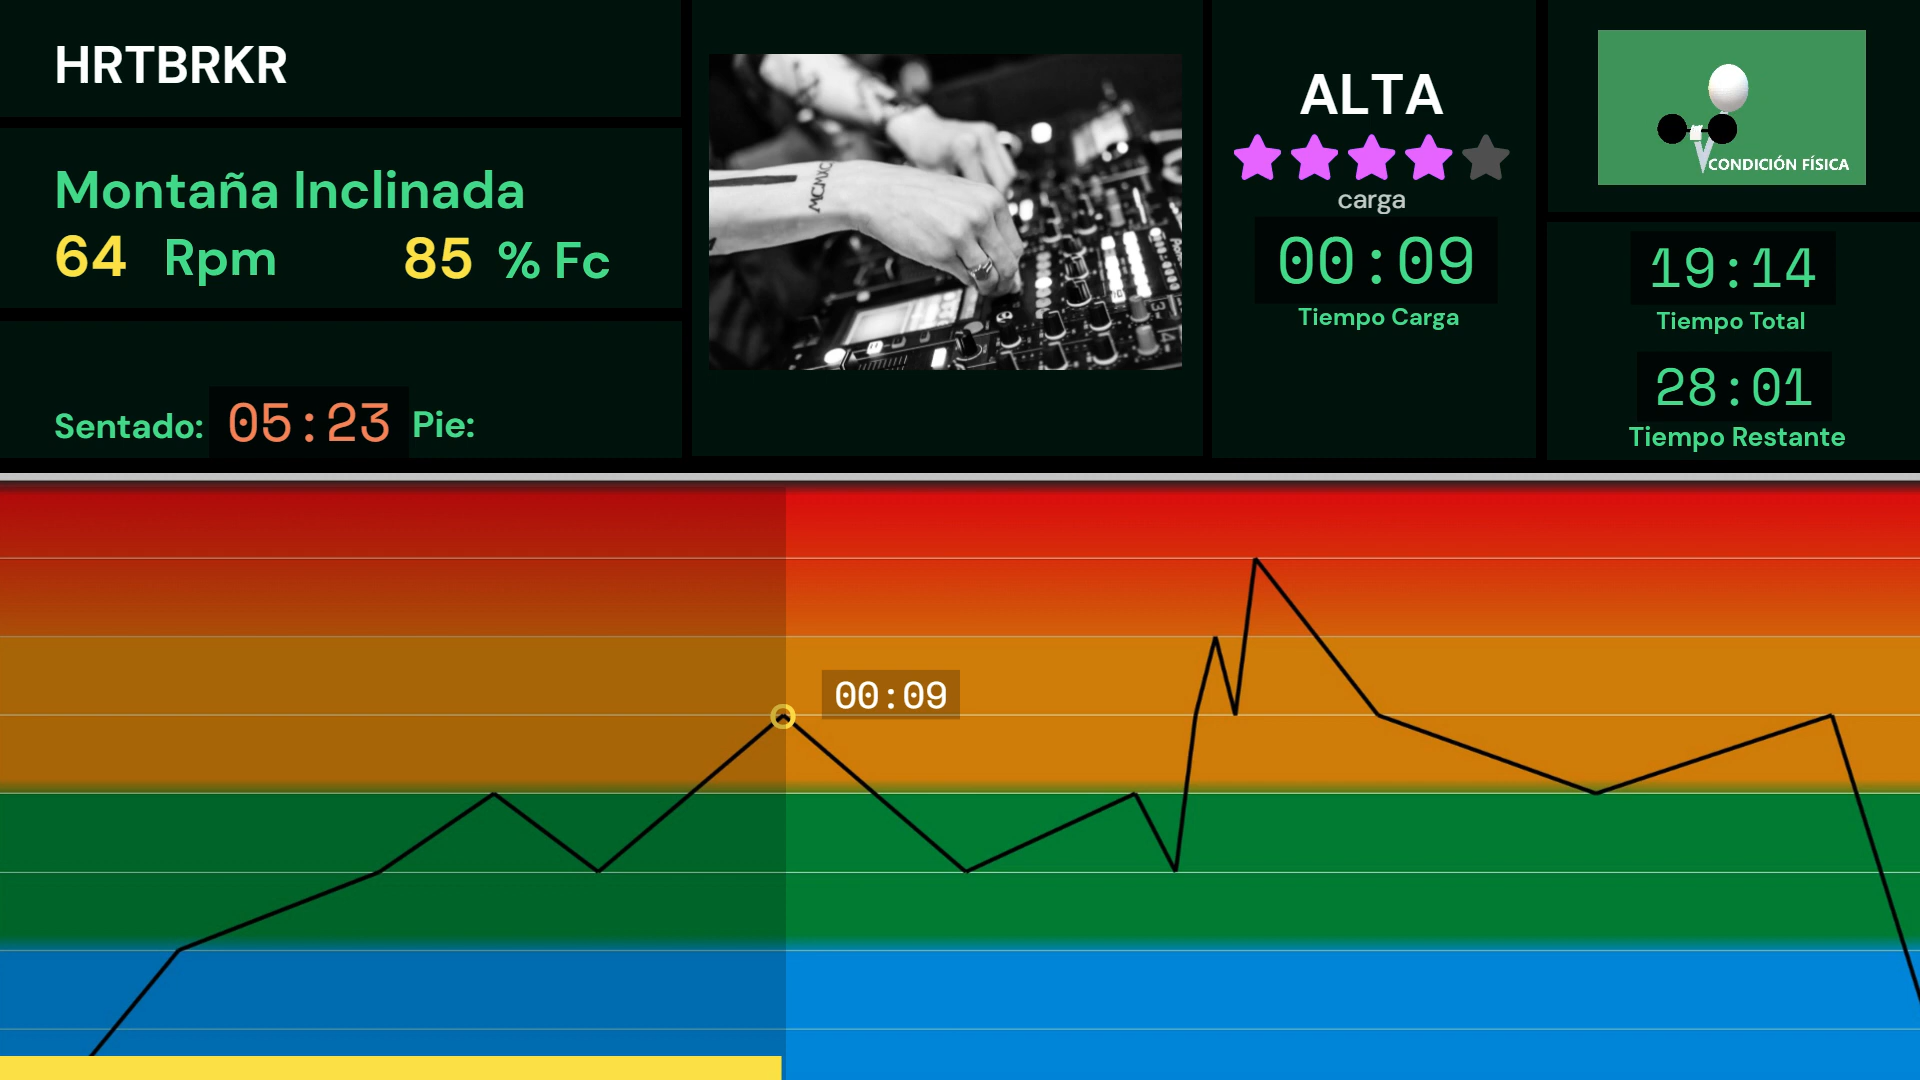 HRTBRKR
Montaña Inclinada
64 Rpm 85 % Fc
Sentado: 05:23 Pie:
MCMXC
ALTA
carga
00:09
Tiempo Carga
CONDICIÓN FÍSICA
19:14
Tiempo Total
28:01
Tiempo Restante
00:09